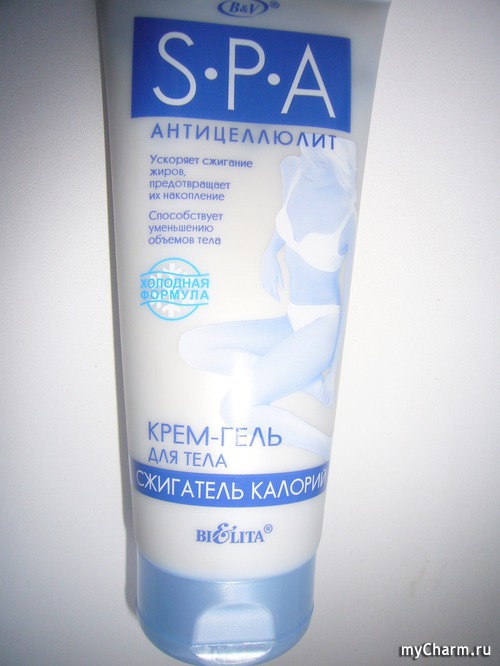 B&V®
S·P·A
АНТИЦЕЛЛЮЛИТ
Ускоряет сжигание
жиров,
предотвращает
их накопление
Способствует
уменьшению
объемов тела
ХОЛОДНАЯ
ФОРМУЛА
КРЕМ-ГЕЛЬ
ДЛЯ ТЕЛА
СЖИГАТЕЛЬ КАЛОРИЙ
BIELITA®
myCharm.ru